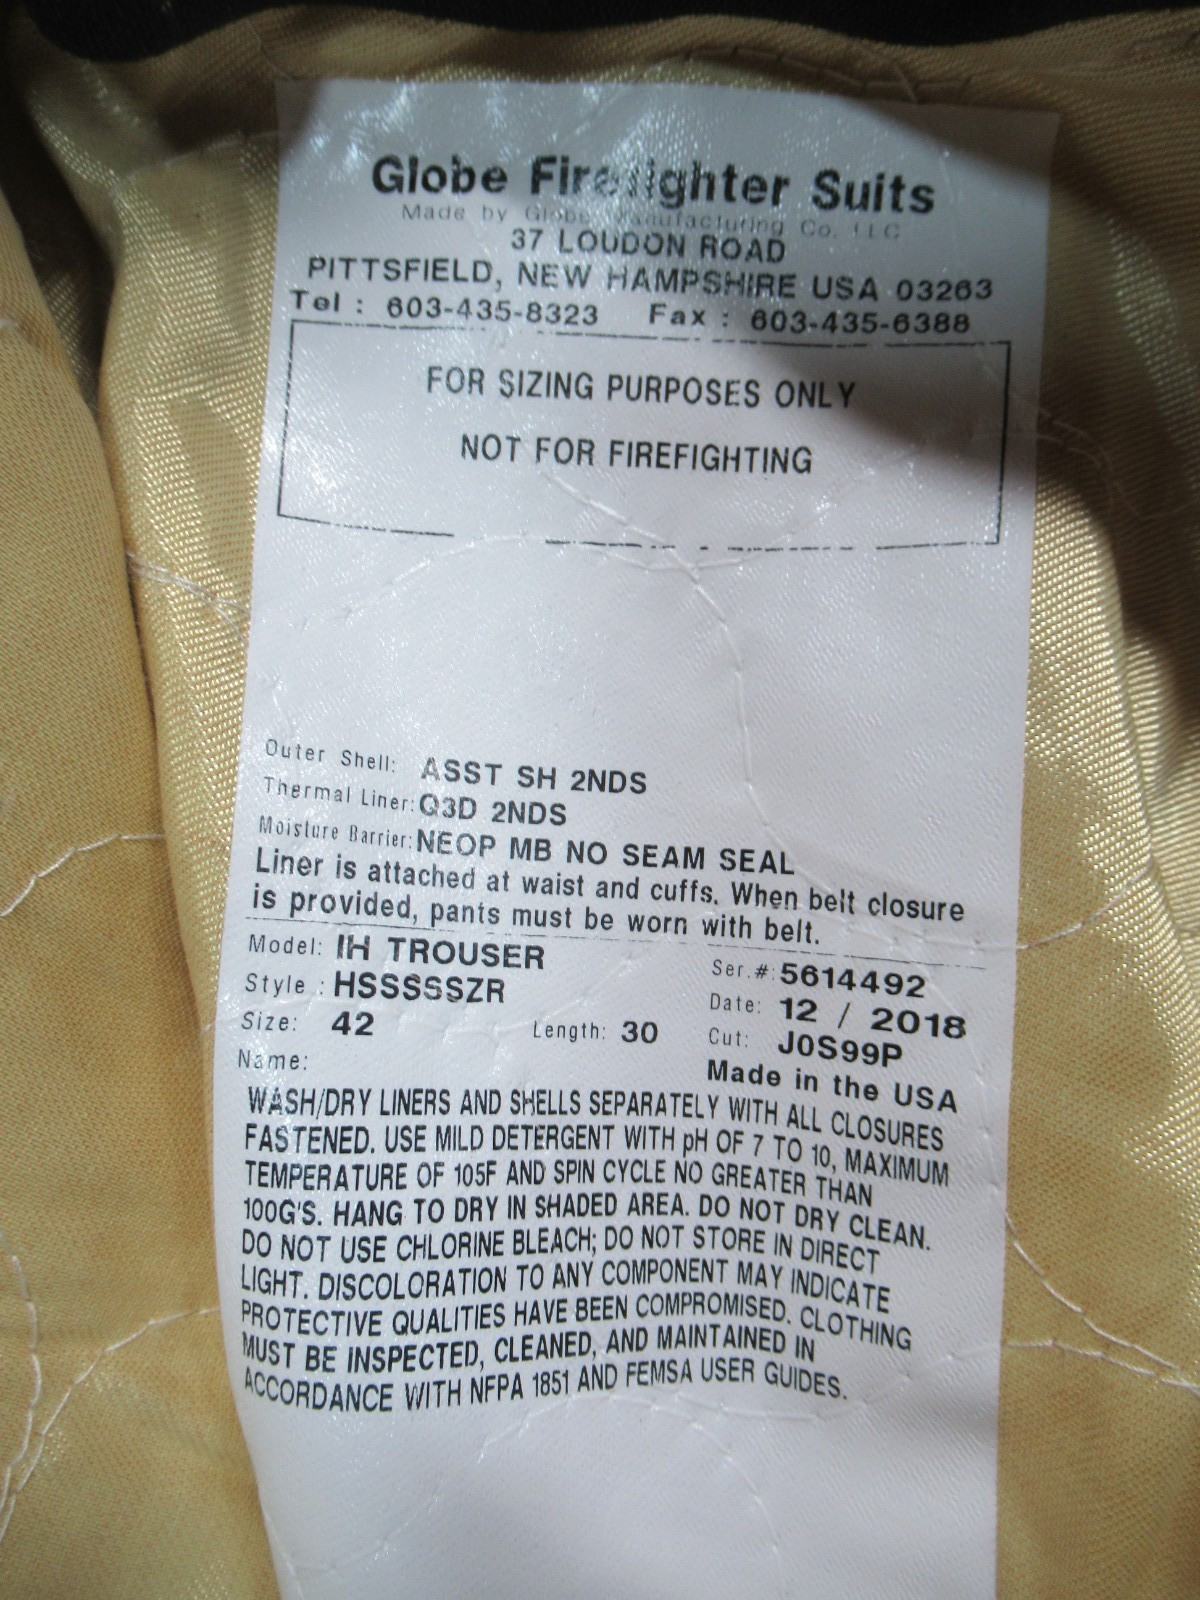 Globe Firefighter Suits
Made by Globe Manufacturing Co. LLC
37 LOUDON ROAD
PITTSFIELD, NEW HAMPSHIRE USA 03263
Tel : 603-435-8323 Fax : 603-435-6388
FOR SIZING PURPOSES ONLY
NOT FOR FIREFIGHTING
Outer Shell: ASST SH 2NDS
Thermal Liner: Q3D 2NDS
Moisture Barrier: NEOP MB NO SEAM SEAL
Liner is attached at waist and cuffs. When belt closure
is provided, pants must be worn with belt.
Model: IH TROUSER Ser.#: 5614492
Style : HSSSSSZR Date: 12 / 2018
Size: 42 Length: 30 Cut: J0S99P
Name: Made in the USA
WASH/DRY LINERS AND SHELLS SEPARATELY WITH ALL CLOSURES
FASTENED. USE MILD DETERGENT WITH pH OF 7 TO 10, MAXIMUM
TEMPERATURE OF 105F AND SPIN CYCLE NO GREATER THAN
100G'S. HANG TO DRY IN SHADED AREA. DO NOT DRY CLEAN.
DO NOT USE CHLORINE BLEACH; DO NOT STORE IN DIRECT
LIGHT. DISCOLORATION TO ANY COMPONENT MAY INDICATE
PROTECTIVE QUALITIES HAVE BEEN COMPROMISED. CLOTHING
MUST BE INSPECTED, CLEANED, AND MAINTAINED IN
ACCORDANCE WITH NFPA 1851 AND FEMSA USER GUIDES.